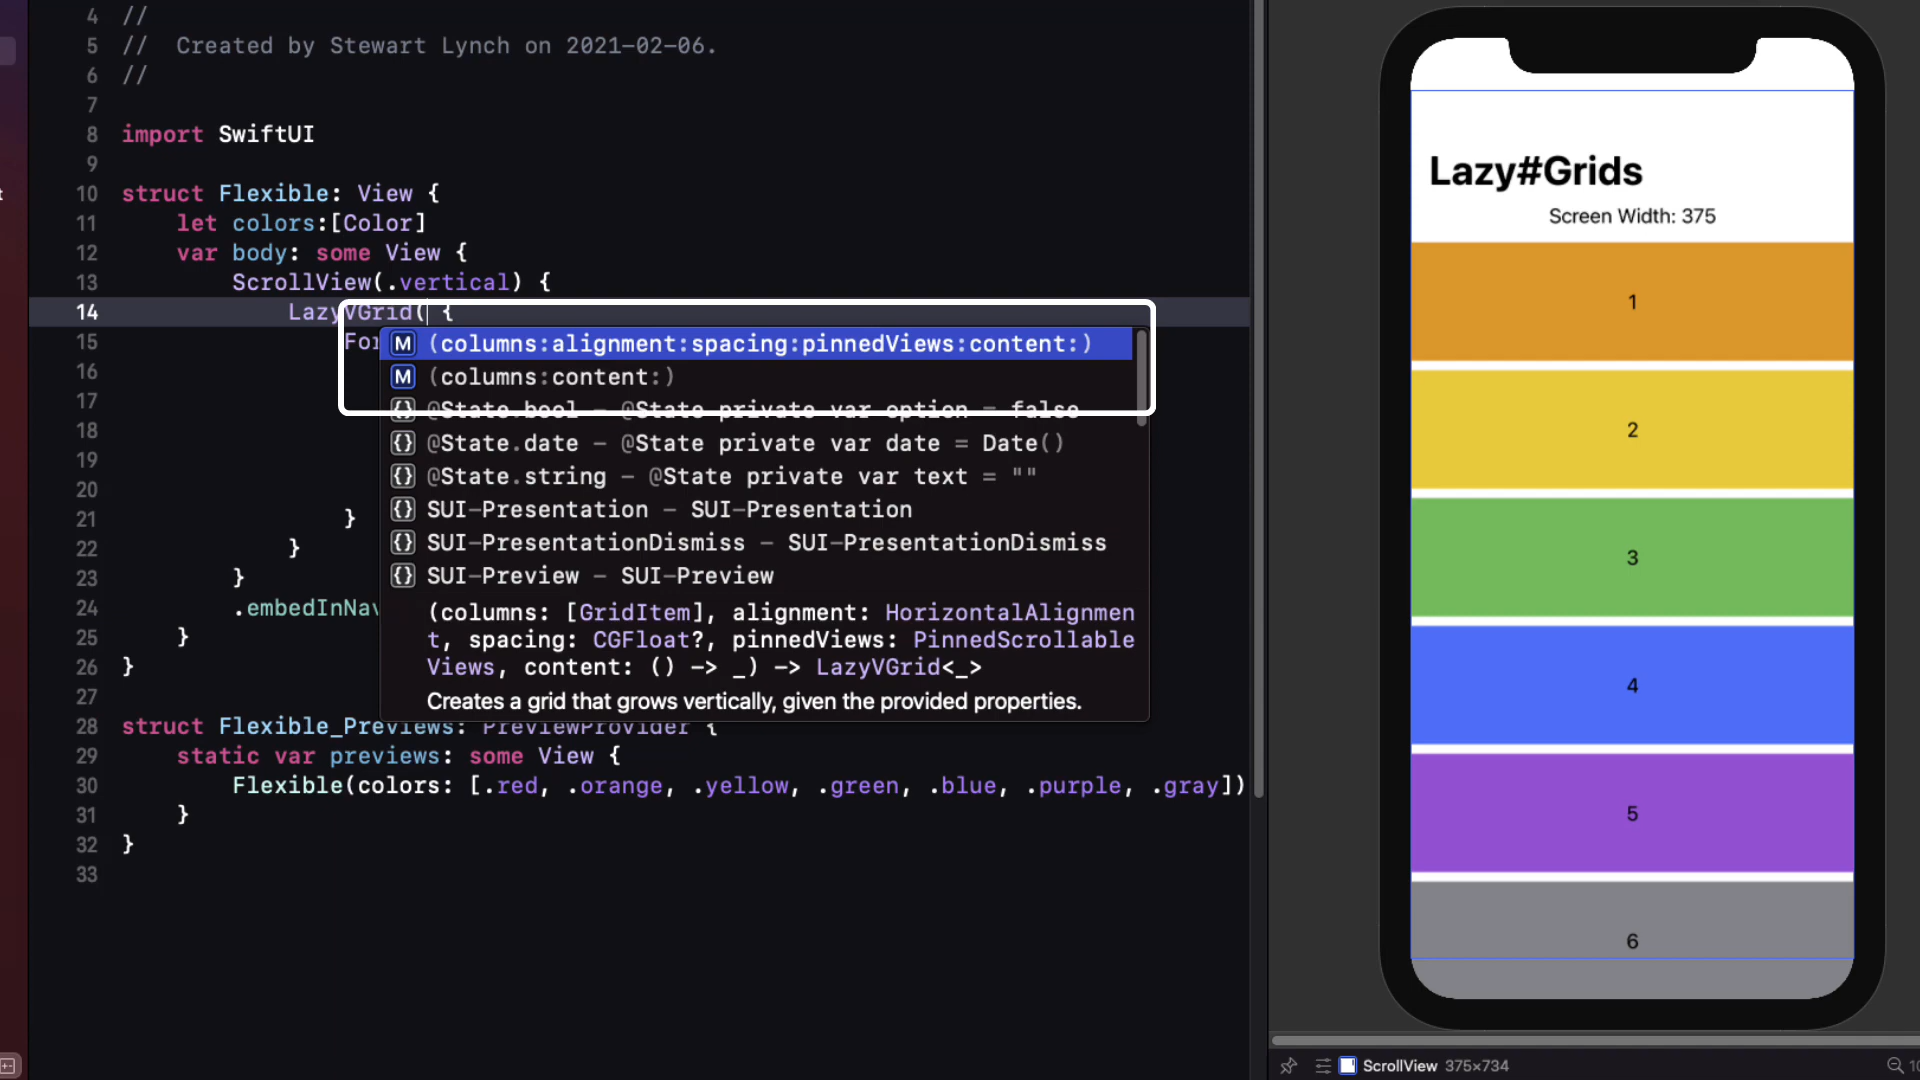 4 //
5 // Created by Stewart Lynch on 2021-02-06.
6 //
7
8 import SwiftUI
9
10 struct Flexible: View {
11 let colors:[Color]
12 var body: some View {
13 ScrollView(.vertical) {
14 LazyVGrid( {
15 For
16
17
18
19
20
21 }
22 }
23 }
24 .embedInNav
25 }
26 }
27
28 struct Flexible_Previews: PreviewProvider {
29 static var previews: some View {
30 Flexible(colors: [.red, .orange, .yellow, .green, .blue, .purple, .gray])
31 }
32 }
33
M (columns:alignment:spacing:pinnedViews:content:)
M (columns:content:)
{} @State.bool – @State private var option = false
{} @State.date – @State private var date = Date()
{} @State.string – @State private var text = ""
{} SUI-Presentation – SUI-Presentation
{} SUI-PresentationDismiss – SUI-PresentationDismiss
{} SUI-Preview – SUI-Preview
(columns: [GridItem], alignment: HorizontalAlignmen
t, spacing: CGFloat?, pinnedViews: PinnedScrollable
Views, content: () -> _) -> LazyVGrid<_>
Creates a grid that grows vertically, given the provided properties.
Lazy#Grids
Screen Width: 375
1
2
3
4
5
6
ScrollView 375×734